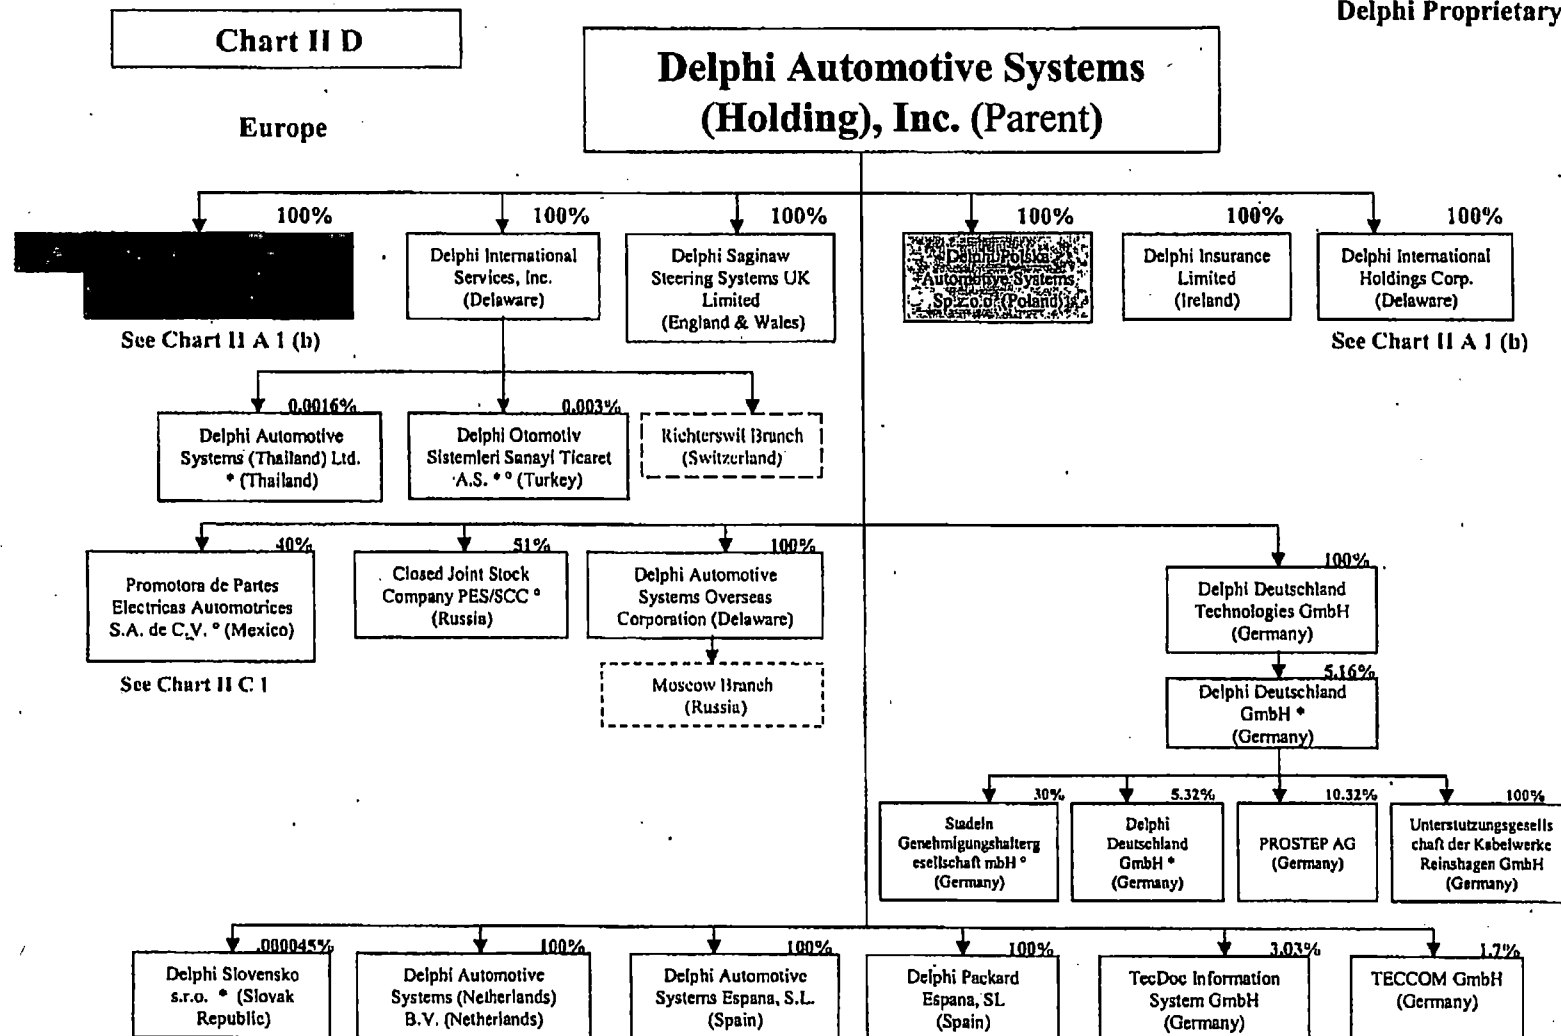 Delphi Proprietary
Chart II D
Delphi Automotive Systems
(Holding), Inc. (Parent)
Europe
100%
100%
100%
100%
100%
100%
Delphi International
Services, Inc.
(Delaware)
Delphi Saginaw
Steering Systems UK
Limited
(England & Wales)
Delphi Polska
Automotive Systems
Sp.z.o.o. (Poland)
Delphi Insurance
Limited
(Ireland)
Delphi International
Holdings Corp.
(Delaware)
See Chart II A 1 (b)
See Chart II A 1 (b)
0.0016%
0.003%
Delphi Automotive
Systems (Thailand) Ltd.
* (Thailand)
Delphi Otomotiv
Sistemleri Sanayi Ticaret
A.S. * ° (Turkey)
Richterswil Branch
(Switzerland)
40%
51%
100%
100%
Promotora de Partes
Electricas Automotrices
S.A. de C.V. ° (Mexico)
Closed Joint Stock
Company PES/SCC °
(Russia)
Delphi Automotive
Systems Overseas
Corporation (Delaware)
Delphi Deutschland
Technologies GmbH
(Germany)
See Chart II C 1
Moscow Branch
(Russia)
5.16%
Delphi Deutschland
GmbH *
(Germany)
30%
5.32%
10.32%
100%
Stadeln
Genehmigungshalterg
esellschaft mbH °
(Germany)
Delphi
Deutschland
GmbH *
(Germany)
PROSTEP AG
(Germany)
Unterstutzungsgesells
chaft der Kabelwerke
Reinshagen GmbH
(Germany)
.000045%
100%
100%
100%
3.03%
1.7%
Delphi Slovensko
s.r.o. * (Slovak
Republic)
Delphi Automotive
Systems (Netherlands)
B.V. (Netherlands)
Delphi Automotive
Systems Espana, S.L.
(Spain)
Delphi Packard
Espana, SL
(Spain)
TecDoc Information
System GmbH
(Germany)
TECCOM GmbH
(Germany)